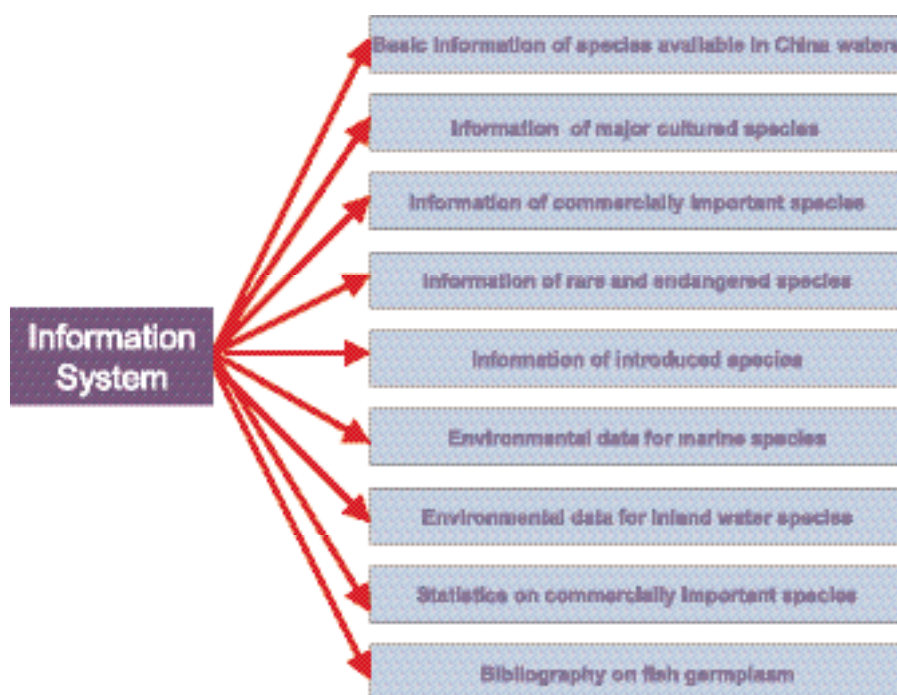 Basic information of species available in China waters
Information of major cultured species
Information of commercially important species
Information of rare and endangered species
Information
System
Information of introduced species
Environmental data for marine species
Environmental data for inland water species
Statistics on commercially important species
Bibliography on fish germplasm